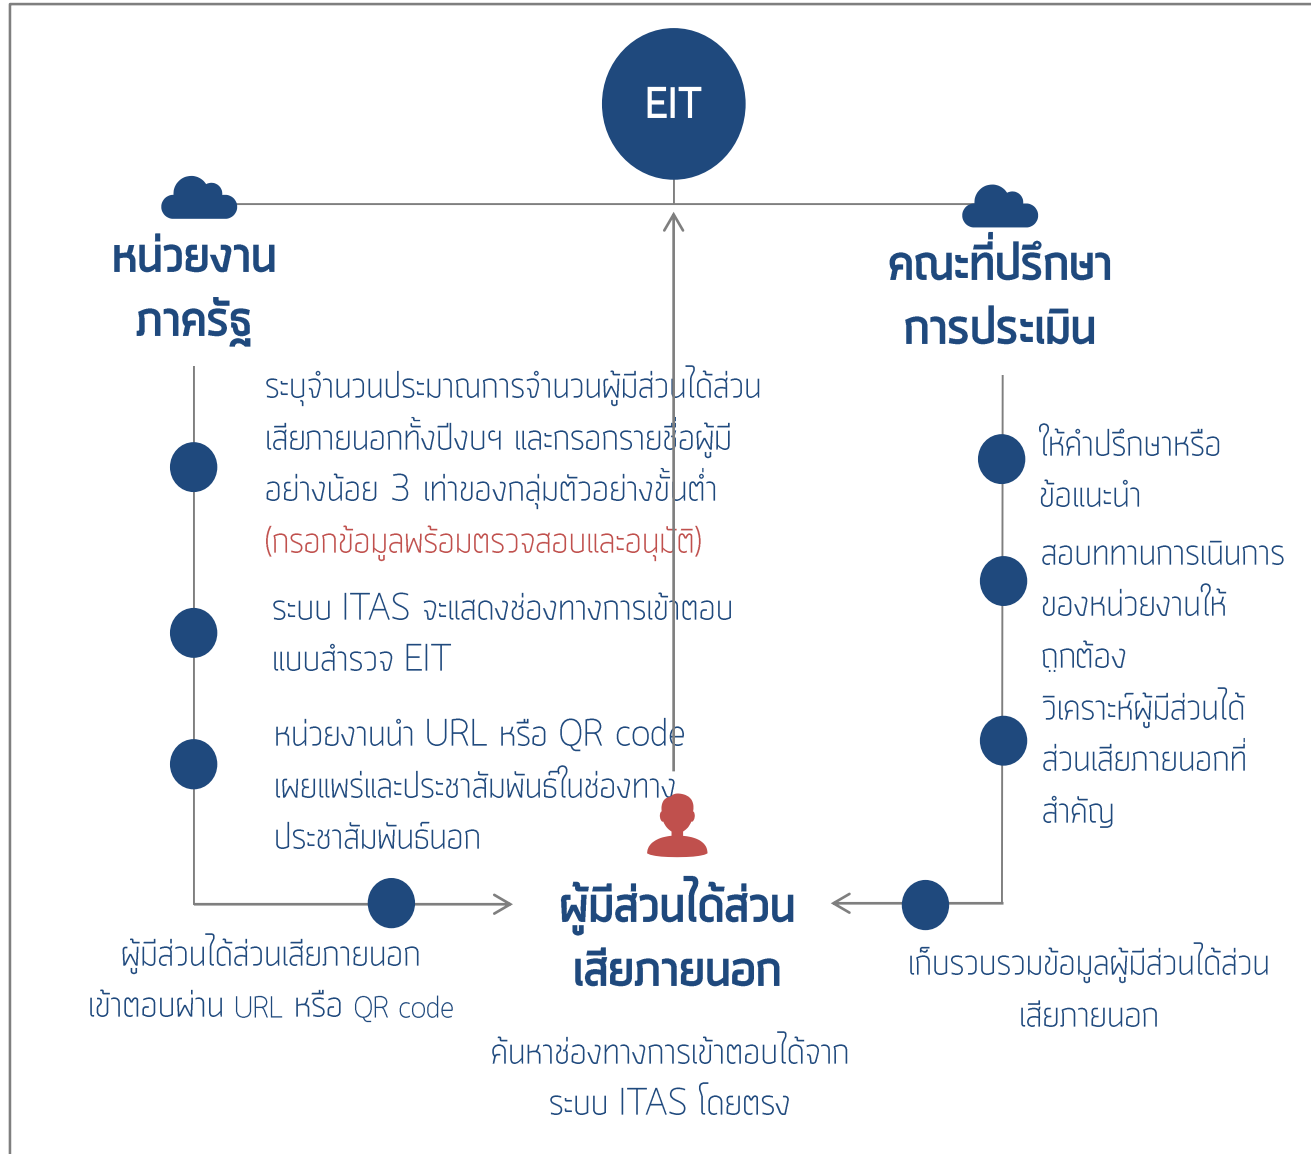 EIT
หน่วยงาน
ภาครัฐ
ระบุจำนวนประมาณการจำนวนผู้มีส่วนได้ส่วน
เสียภายนอกทั้งปีงบฯ และกรอกรายชื่อผู้มี
อย่างน้อย 3 เท่าของกลุ่มตัวอย่างขั้นต่ำ
(กรอกข้อมูลพร้อมตรวจสอบและอนุมัติ)
ระบบ ITAS จะแสดงช่องทางการเข้าตอบ
แบบสำรวจ EIT
หน่วยงานนำ URL หรือ QR code
เผยแพร่และประชาสัมพันธ์ในช่องทาง
ประชาสัมพันธ์นอก
ผู้มีส่วนได้ส่วนเสียภายนอก
เข้าตอบผ่าน URL หรือ QR code
คณะที่ปรึกษา
การประเมิน
ให้คำปรึกษาหรือ
ข้อแนะนำ
สอบททานการเนินการ
ของหน่วยงานให้
ถูกต้อง
วิเคราะห์ผู้มีส่วนได้
ส่วนเสียภายนอกที่
สำคัญ
เก็บรวบรวมข้อมูลผู้มีส่วนได้ส่วน
เสียภายนอก
ผู้มีส่วนได้ส่วน
เสียภายนอก
ค้นหาช่องทางการเข้าตอบได้จาก
ระบบ ITAS โดยตรง